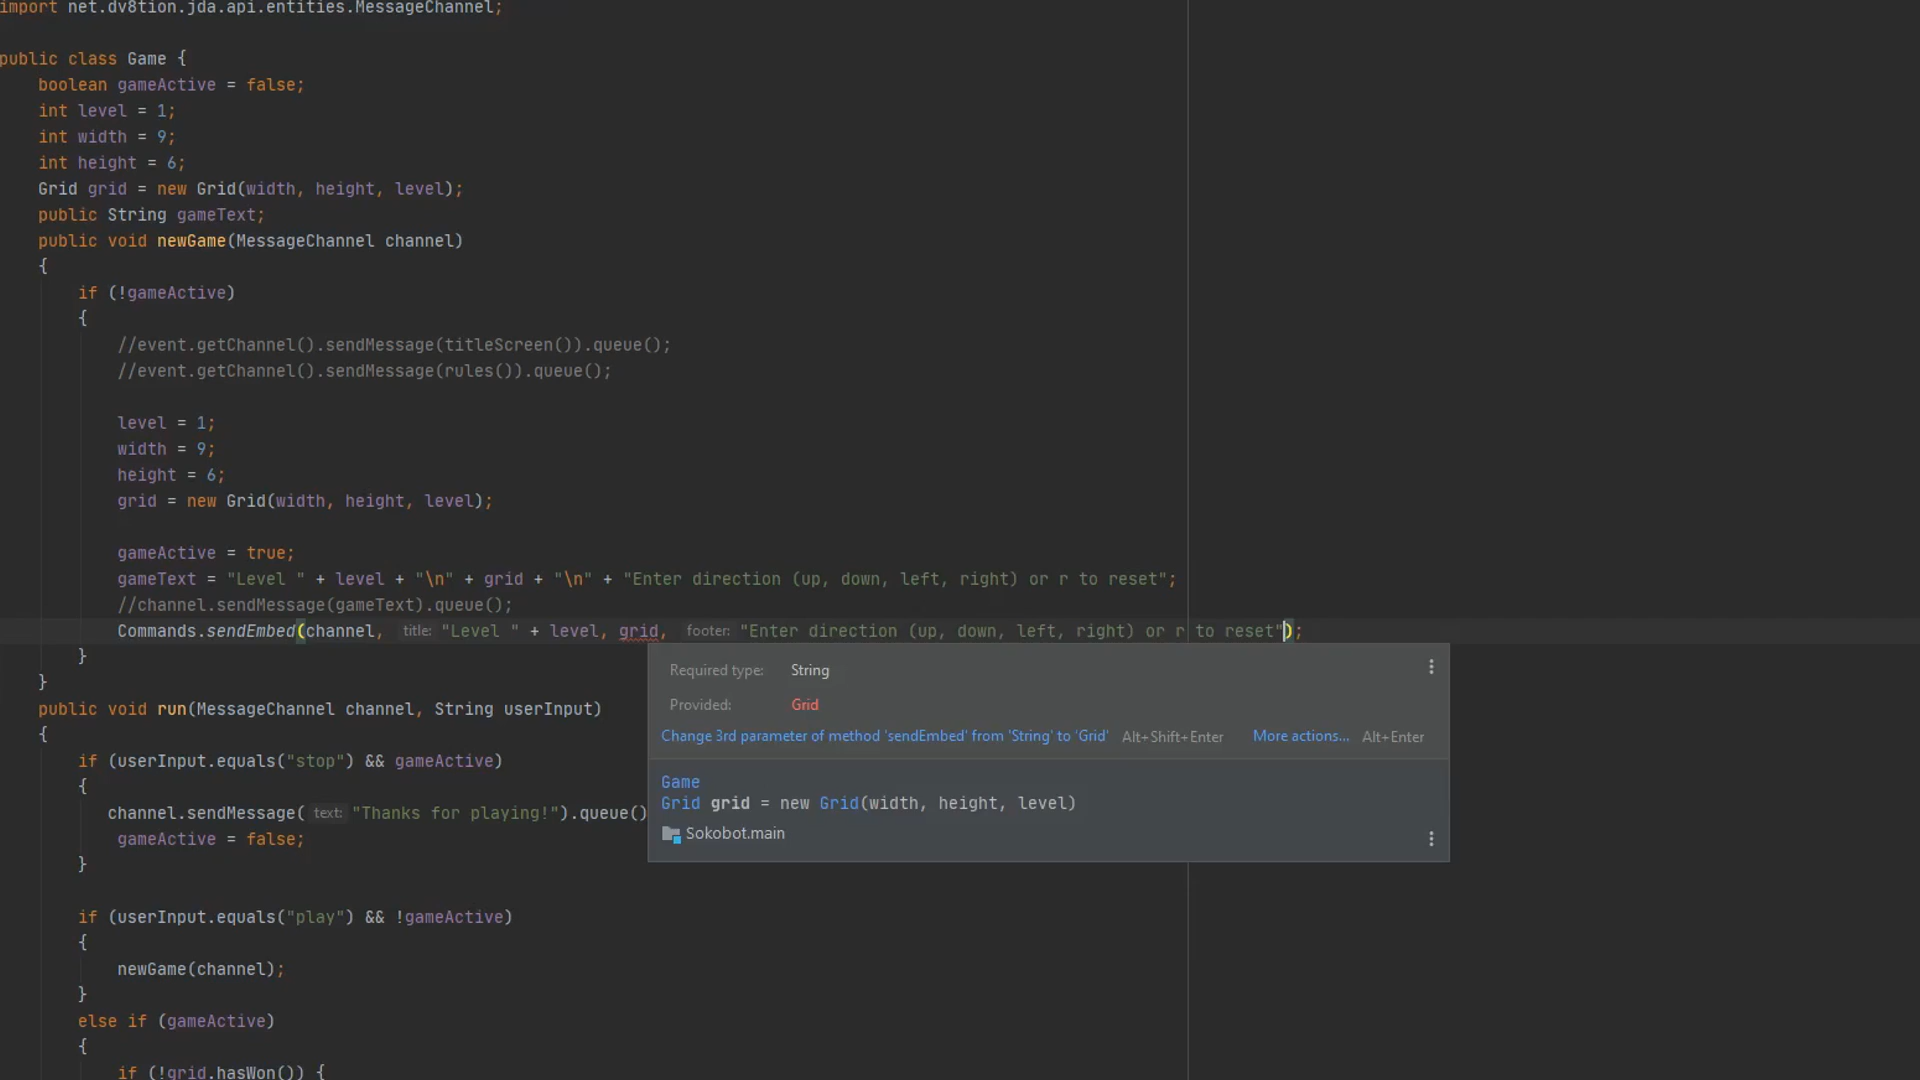 import net.dv8tion.jda.api.entities.MessageChannel;
public class Game {
boolean gameActive = false;
int level = 1;
int width = 9;
int height = 6;
Grid grid = new Grid(width, height, level);
public String gameText;
public void newGame(MessageChannel channel)
{
if (!gameActive)
{
//event.getChannel().sendMessage(titleScreen()).queue();
//event.getChannel().sendMessage(rules()).queue();
level = 1;
width = 9;
height = 6;
grid = new Grid(width, height, level);
gameActive = true;
gameText = "Level " + level + "\n" + grid + "\n" + "Enter direction (up, down, left, right) or r to reset";
//channel.sendMessage(gameText).queue();
Commands.sendEmbed(channel, title: "Level " + level, grid, footer: "Enter direction (up, down, left, right) or r to reset");
}
}
public void run(MessageChannel channel, String userInput)
{
if (userInput.equals("stop") && gameActive)
{
channel.sendMessage( text: "Thanks for playing!").queue()
gameActive = false;
}
if (userInput.equals("play") && !gameActive)
{
newGame(channel);
}
else if (gameActive)
{
if (!grid.hasWon()) {
Required type: String
Provided: Grid
Change 3rd parameter of method 'sendEmbed' from 'String' to 'Grid' Alt+Shift+Enter More actions... Alt+Enter
Game
Grid grid = new Grid(width, height, level)
Sokobot.main